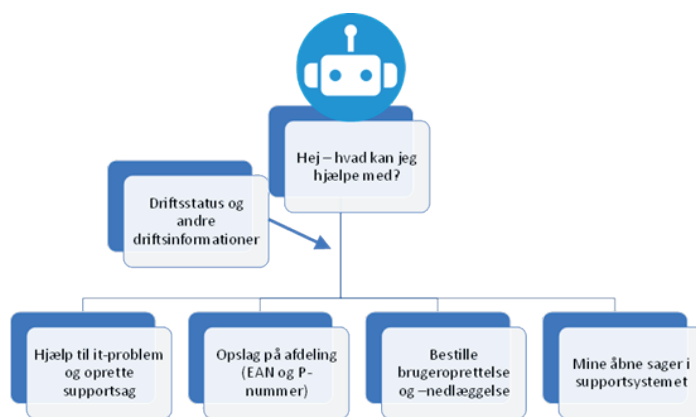 Hej – hvad kan jeg
hjælpe med?
Driftsstatus og
andre
driftsinformationer
Hjælp til it-problem
og oprette
supportsag
Opslag på afdeling
(EAN og P-
nummer)
Bestille
brugeroprettelse
og –nedlæggelse
Mine åbne sager i
supportsystemet